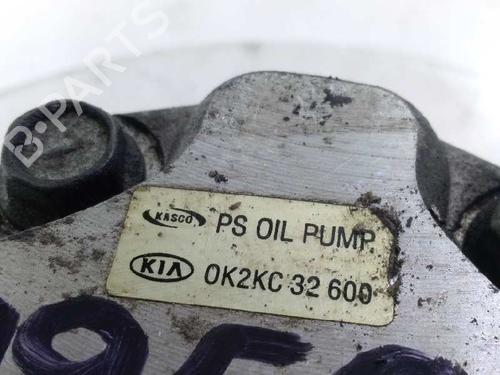 B-PARTS
KASCO PS OIL PUMP
KIA 0K2KC 32 600